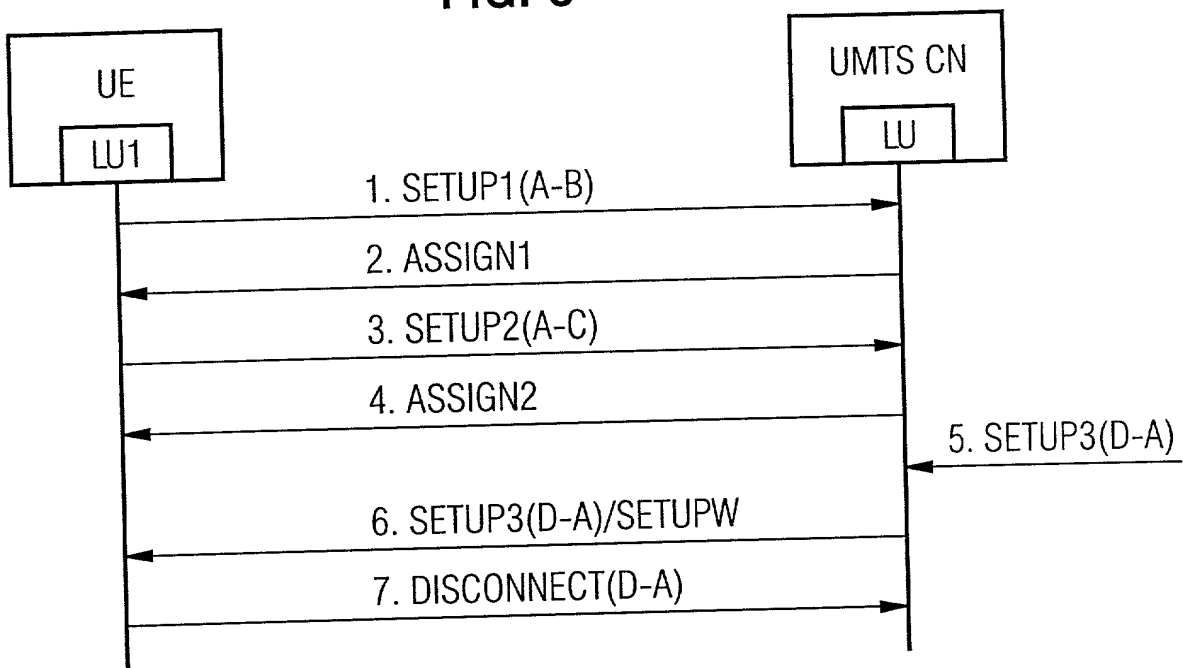 UE
UMTS CN
LU1
LU
1. SETUP1(A-B)
2. ASSIGN1
3. SETUP2(A-C)
4. ASSIGN2
5. SETUP3(D-A)
6. SETUP3(D-A)/SETUPW
7. DISCONNECT(D-A)